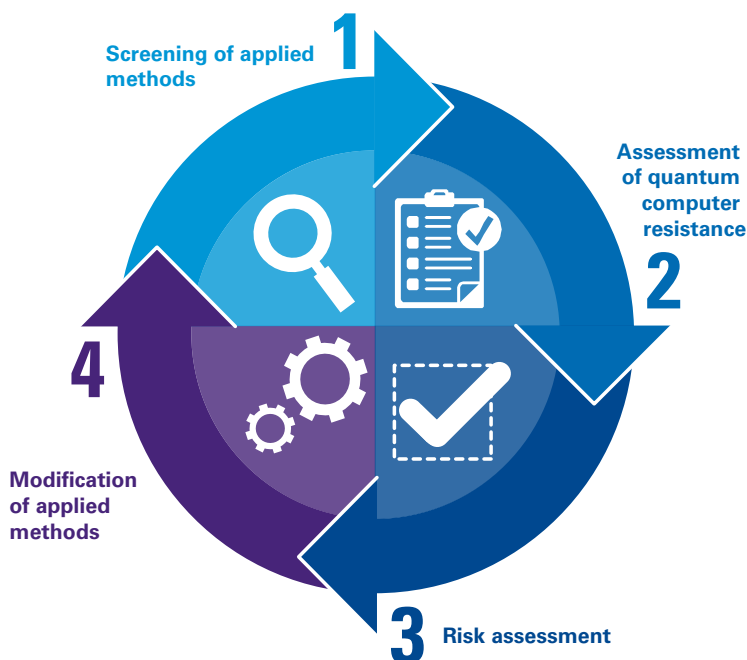 1
Screening of applied
methods
Assessment
of quantum
computer
resistance
2
3
Risk assessment
4
Modification
of applied
methods